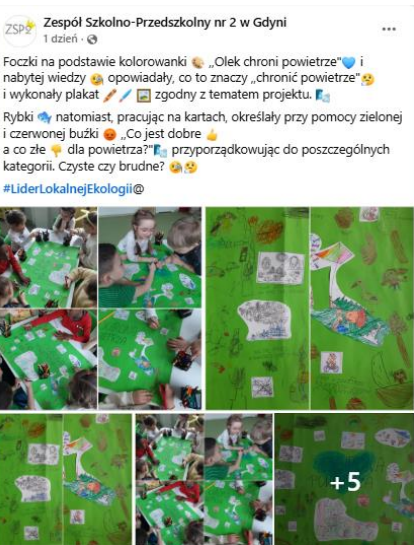 ZSP2
Zespół Szkolno-Przedszkolny nr 2 w Gdyni
1 dzień ·
Foczki na podstawie kolorowanki 🎨 „Olek chroni powietrze"💙 i
nabytej wiedzy 🧐 opowiadały, co to znaczy „chronić powietrze"🤔
i wykonały plakat 🖍️🖌️ 🖼️ zgodny z tematem projektu.
Rybki 🐟 natomiast, pracując na kartach, określały przy pomocy zielonej
i czerwonej buźki 😡 „Co jest dobre 👍
a co złe 👎 dla powietrza?" przyporządkowując do poszczególnych
kategorii. Czyste czy brudne? 🧐🤔
#LiderLokalnejEkologii@
+5